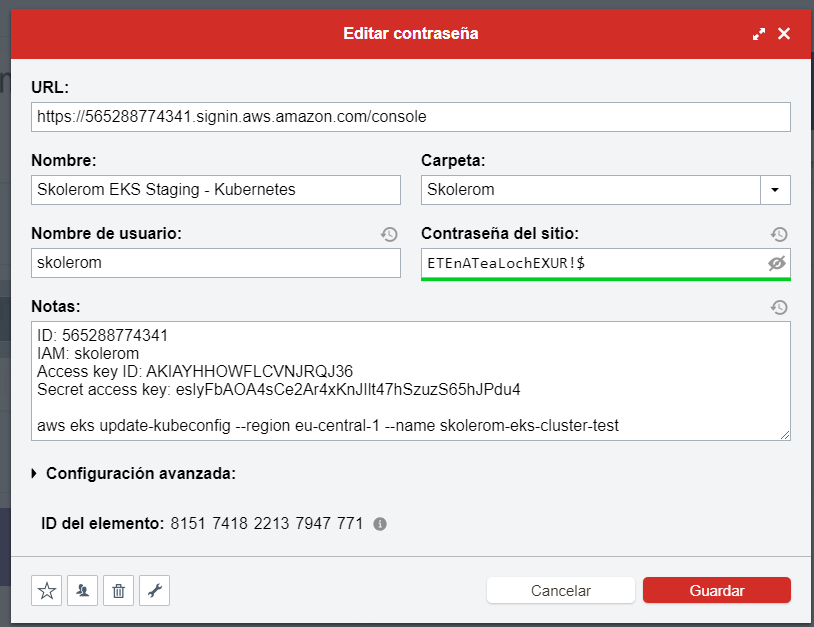 Editar contraseña
URL:
https://565288774341.signin.aws.amazon.com/console
Nombre:
Carpeta:
Skolerom EKS Staging - Kubernetes
Skolerom
Nombre de usuario:
Contraseña del sitio:
skolerom
ETEnATeaLochEXUR!$
Notas:
ID: 565288774341
IAM: skolerom
Access key ID: AKIAYHHOWFLCVNJRQJ36
Secret access key:
aws eks update-kubeconfig --region eu-central-1 --name skolerom-eks-cluster-test
Configuración avanzada:
ID del elemento: 8151 7418 2213 7947 771
Cancelar
Guardar